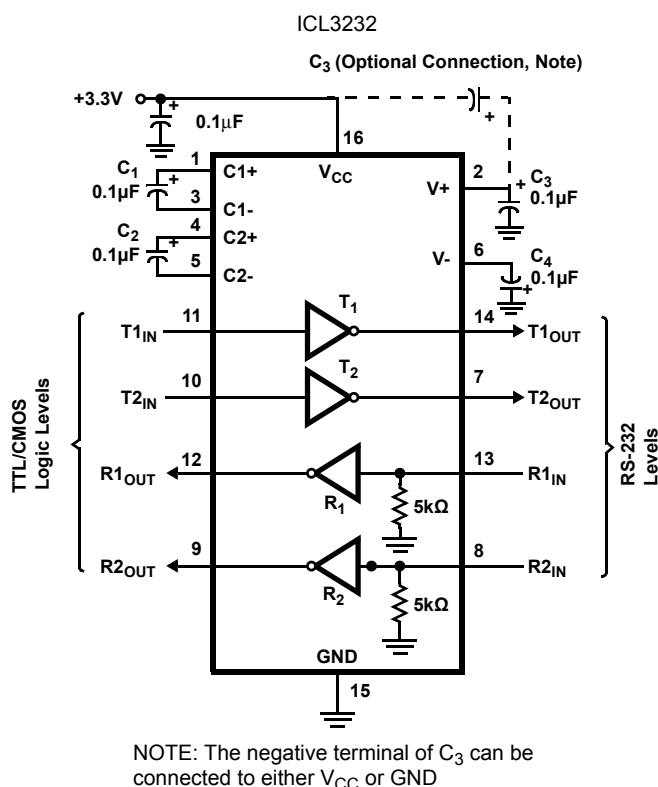 ICL3232
C3 (Optional Connection, Note)
+3.3V
+
0.1μF
+
16
C1
0.1µF
+
1
C1+
VCC
2
V+
+
C3
0.1µF
3
C1-
C2
0.1µF
+
4
C2+
6
V-
C4
0.1µF
+
5
C2-
TTL/CMOS
Logic Levels
T1IN
11
T1
14
T1OUT
T2IN
10
T2
7
T2OUT
R1OUT
12
R1
5kΩ
13
R1IN
R2OUT
9
R2
5kΩ
8
R2IN
RS-232
Levels
GND
15
NOTE: The negative terminal of C3 can be
connected to either VCC or GND